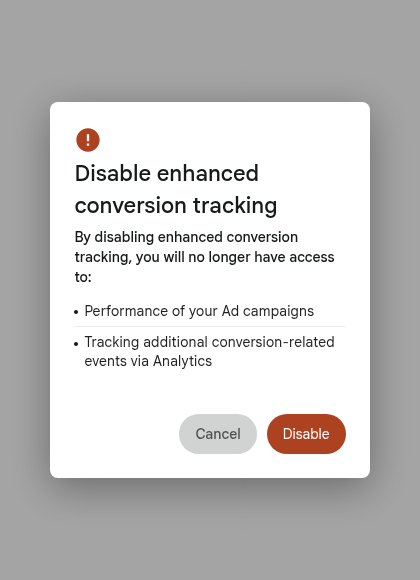 Disable enhanced
conversion tracking
By disabling enhanced conversion
tracking, you will no longer have access
to:
• Performance of your Ad campaigns
• Tracking additional conversion-related
events via Analytics
Cancel Disable